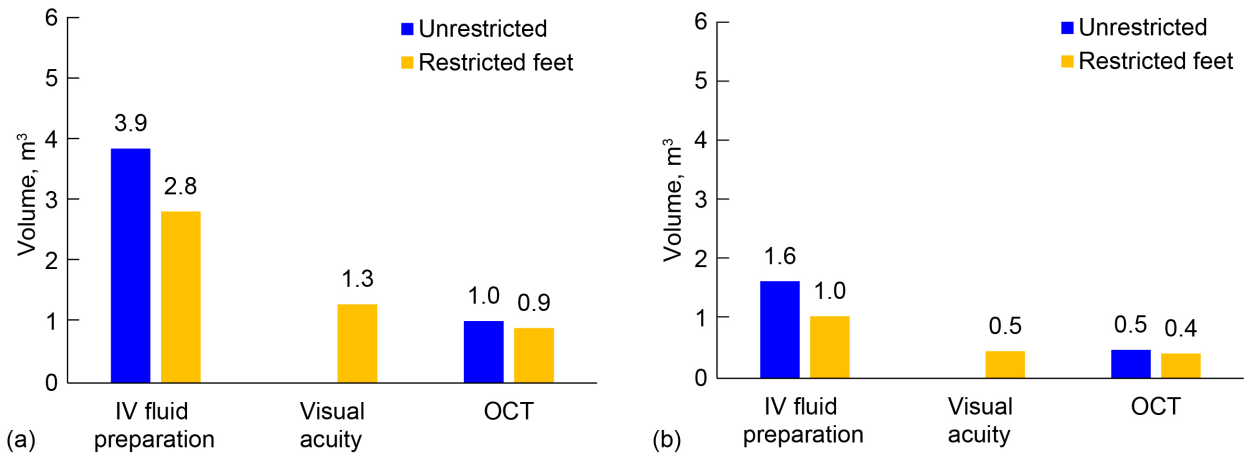 6
5
4
3
2
1
0
Volume, m³
Unrestricted
Restricted feet
3.9
2.8
1.3
1.0
0.9
IV fluid
preparation
Visual
acuity
OCT
(a)
6
5
4
3
2
1
0
Volume, m³
Unrestricted
Restricted feet
1.6
1.0
0.5
0.5
0.4
IV fluid
preparation
Visual
acuity
OCT
(b)